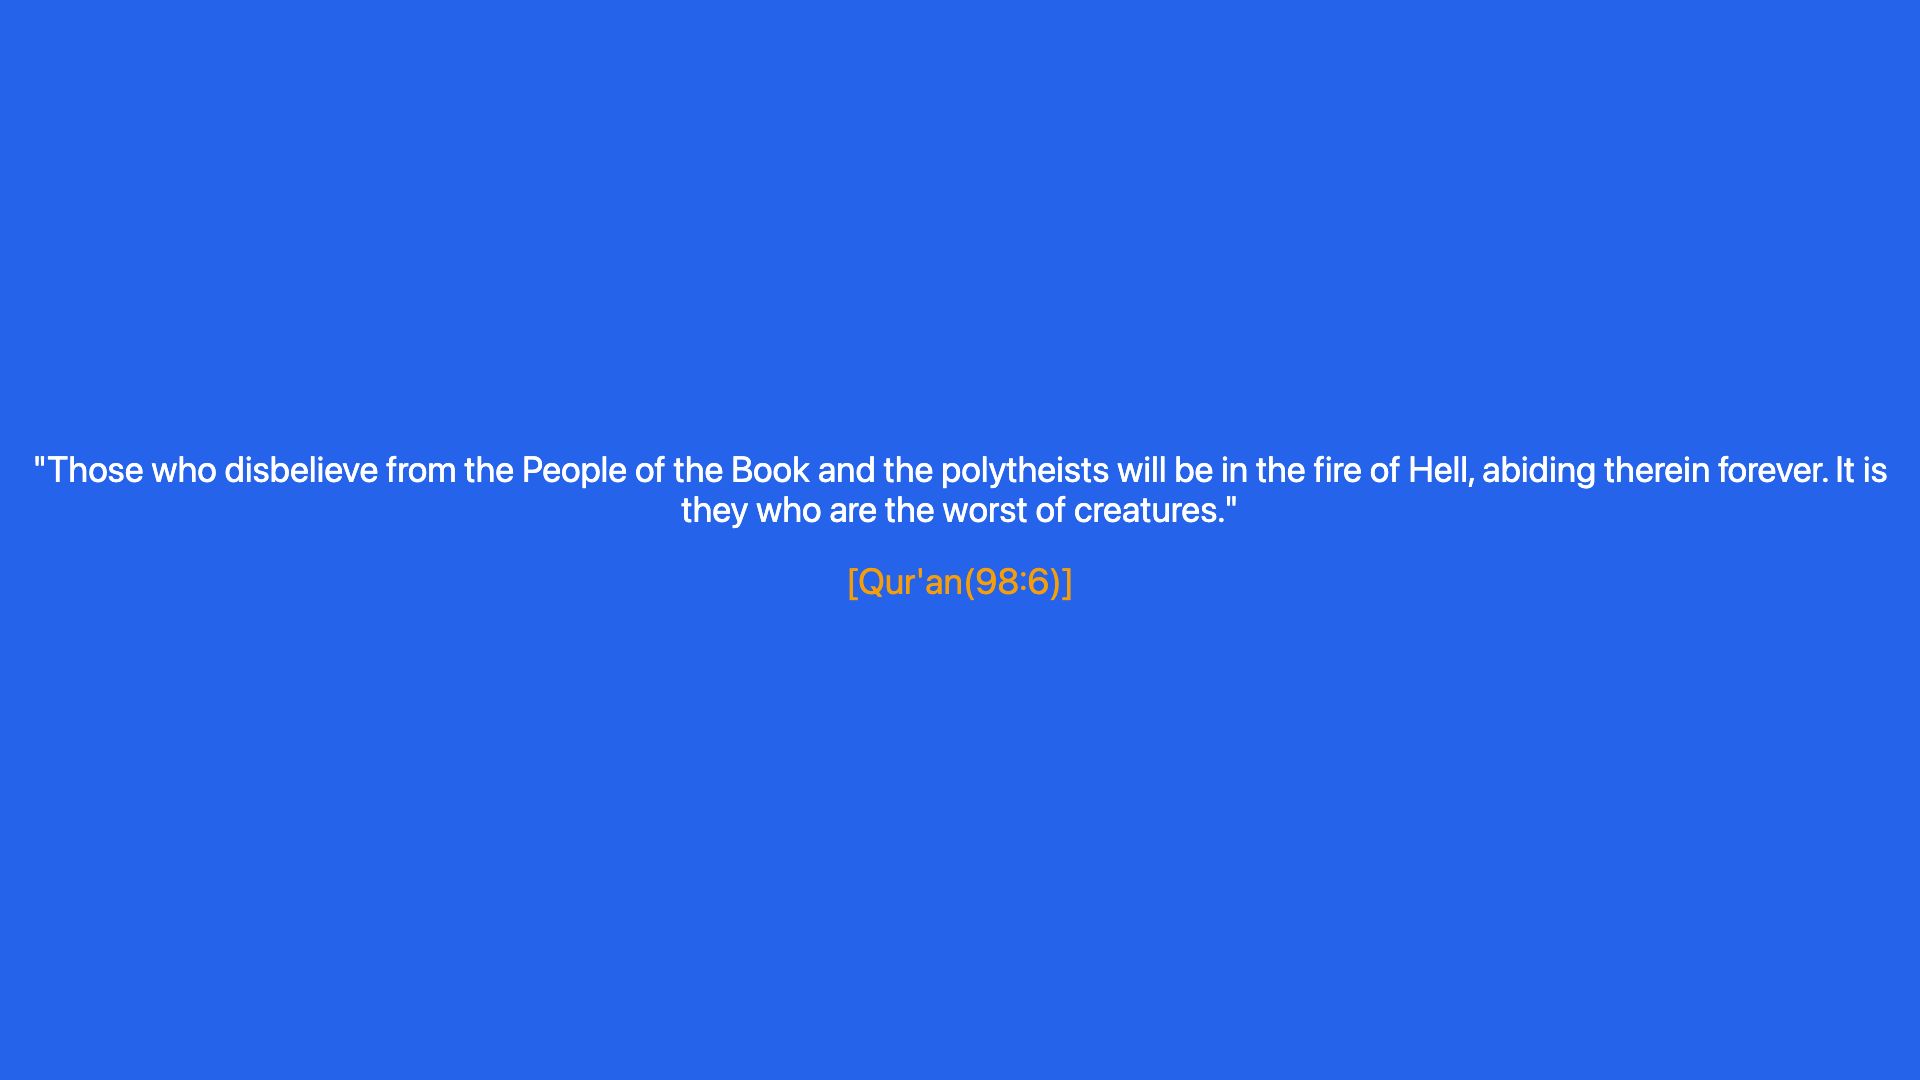 "Those who disbelieve from the People of the Book and the polytheists will be in the fire of Hell, abiding therein forever. It is
they who are the worst of creatures."
[Qur'an(98:6)]